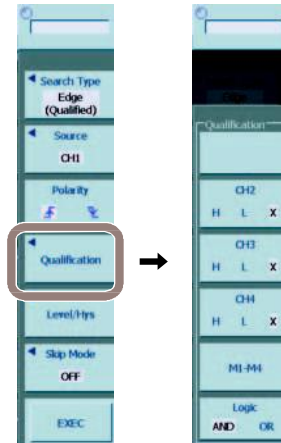 Search Type
Edge
(Qualified)
Source
CH1
Polarity
Qualification
Level/Hys
Skip Mode
OFF
EXEC
Edge
Qualification
CH2
H L X
CH3
H L X
CH4
H L X
M1-M4
Logic
AND OR